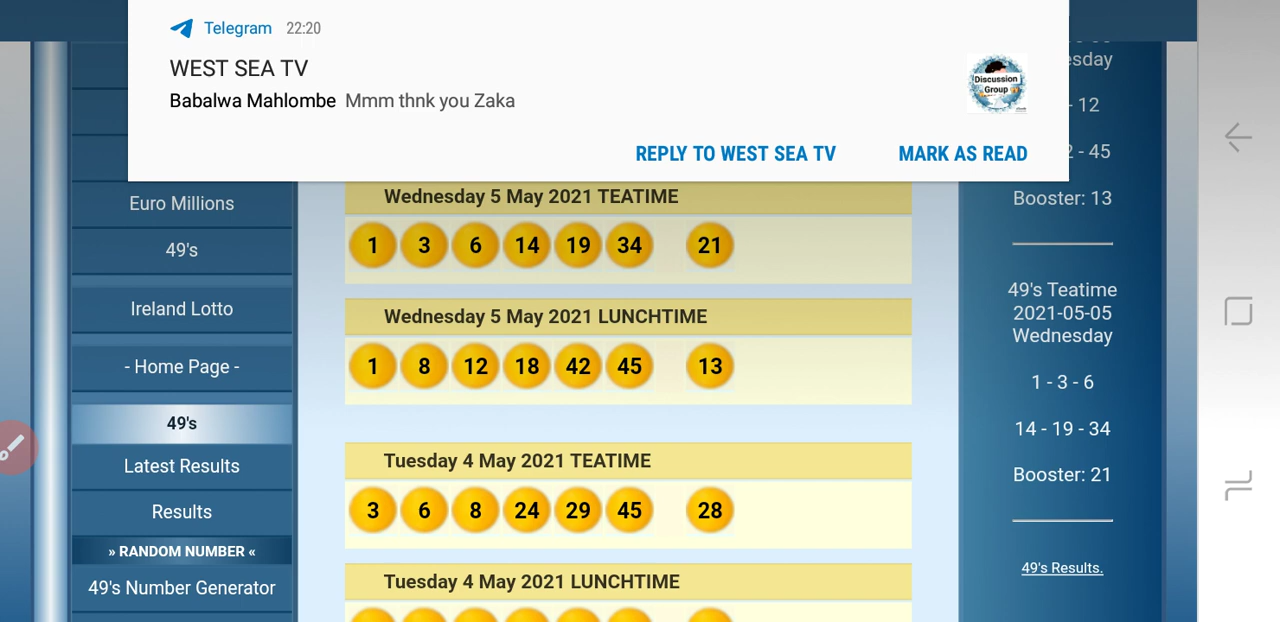 Telegram 22:20
WEST SEA TV
Babalwa Mahlombe Mmm thnk you Zaka
Discussion
Group
REPLY TO WEST SEA TV MARK AS READ
Euro Millions
49's
Ireland Lotto
- Home Page -
49's
Latest Results
Results
» RANDOM NUMBER «
49's Number Generator
Wednesday 5 May 2021 TEATIME
1 3 6 14 19 34 21
Wednesday 5 May 2021 LUNCHTIME
1 8 12 18 42 45 13
Tuesday 4 May 2021 TEATIME
3 6 8 24 29 45 28
Tuesday 4 May 2021 LUNCHTIME
esday
- 12
- 45
Booster: 13
49's Teatime
2021-05-05
Wednesday
1 - 3 - 6
14 - 19 - 34
Booster: 21
49's Results.